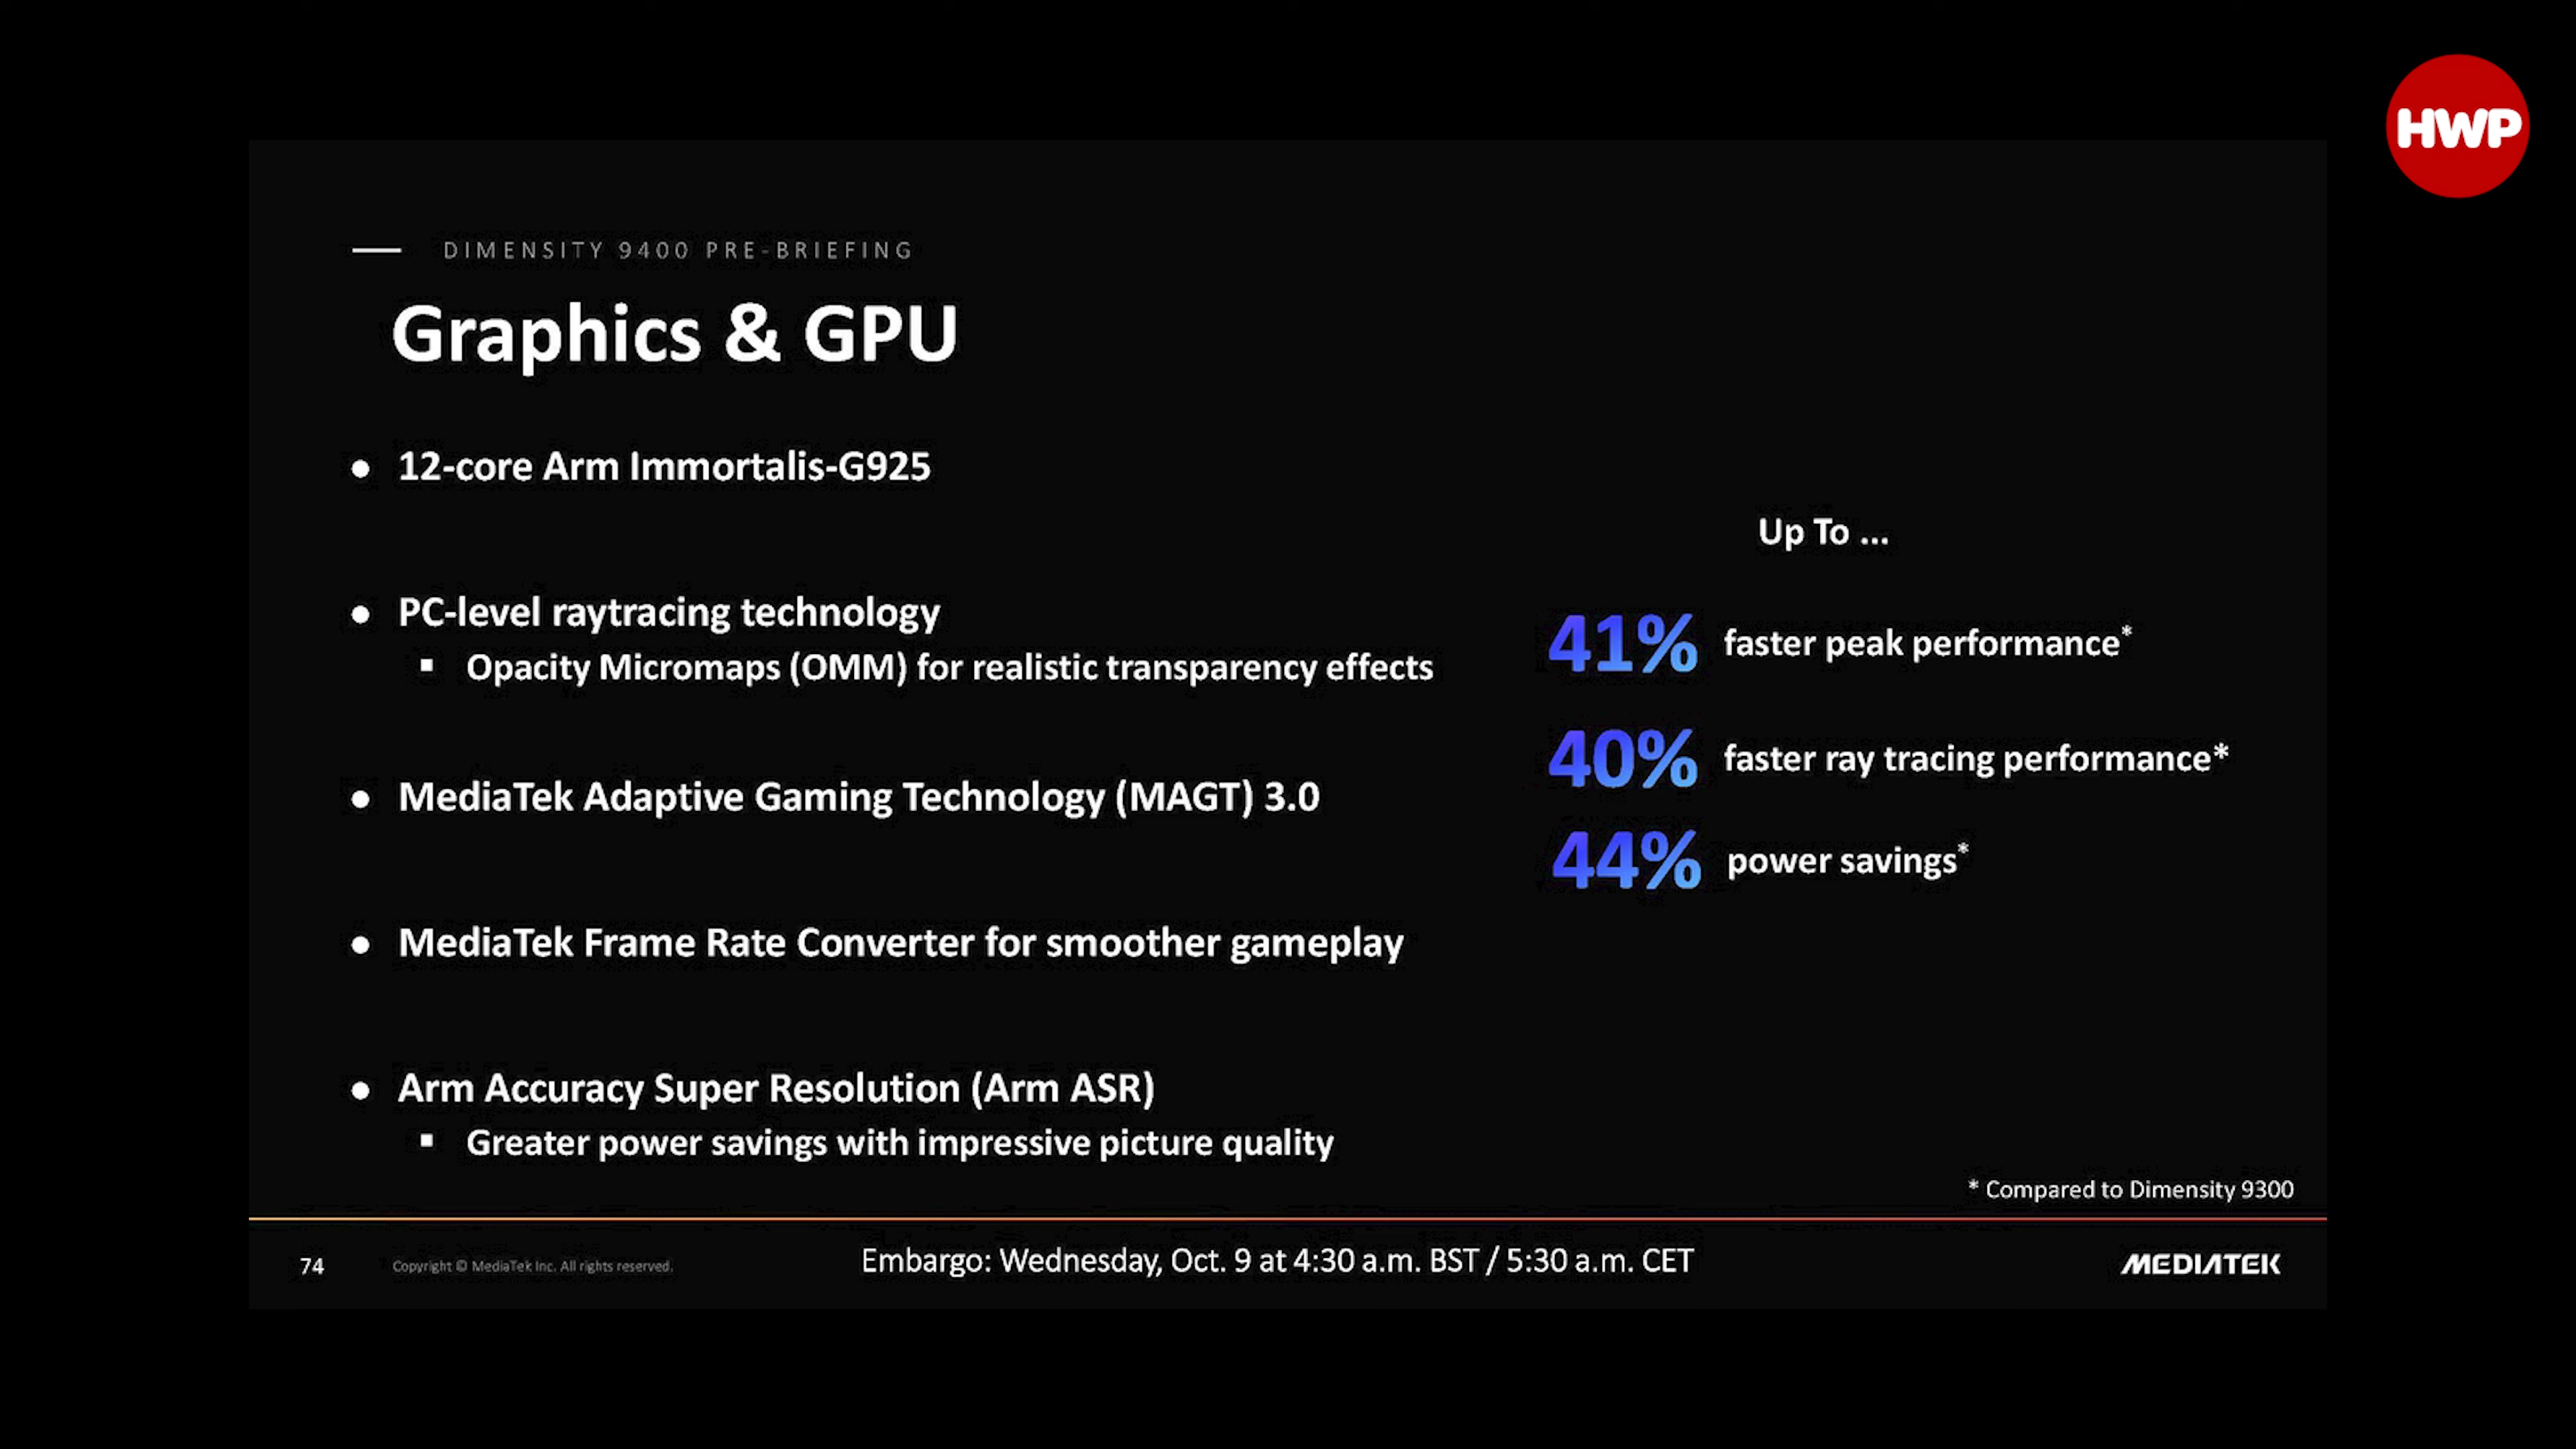 HWP
DIMENSITY 9400 PRE-BRIEFING
Graphics & GPU
● 12-core Arm Immortalis-G925
● PC-level raytracing technology
▪ Opacity Micromaps (OMM) for realistic transparency effects
● MediaTek Adaptive Gaming Technology (MAGT) 3.0
● MediaTek Frame Rate Converter for smoother gameplay
● Arm Accuracy Super Resolution (Arm ASR)
▪ Greater power savings with impressive picture quality
Up To ...
41% faster peak performance*
40% faster ray tracing performance*
44% power savings*
* Compared to Dimensity 9300
74
Copyright © MediaTek Inc. All rights reserved.
Embargo: Wednesday, Oct. 9 at 4:30 a.m. BST / 5:30 a.m. CET
MEDIATEK